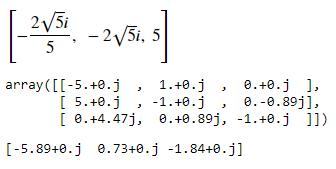 [-2√5i/5, -2√5i, 5]
array([[-5.+0.j  ,  1.+0.j  ,  0.+0.j  ],
       [ 5.+0.j  , -1.+0.j  ,  0.-0.89j],
       [ 0.+4.47j,  0.+0.89j, -1.+0.j  ]])
[-5.89+0.j  0.73+0.j -1.84+0.j]